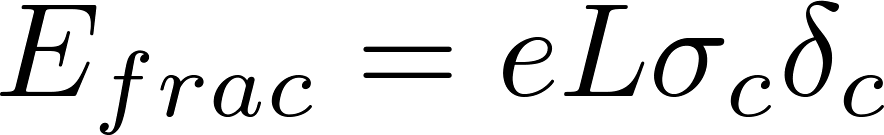 E_{frac} = eLσ_cδ_c